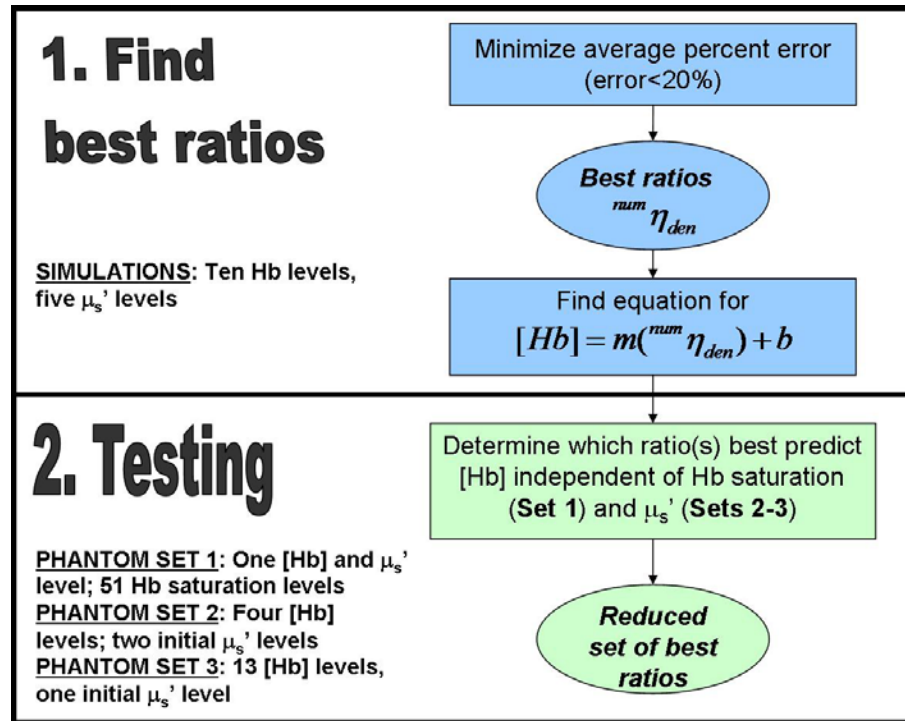 1. Find
best ratios
SIMULATIONS: Ten Hb levels,
five μs’ levels
Minimize average percent error
(error<20%)
Best ratios
num η den
Find equation for
[Hb] = m(num η den) + b
2. Testing
PHANTOM SET 1: One [Hb] and μs’
level; 51 Hb saturation levels
PHANTOM SET 2: Four [Hb]
levels; two initial μs’ levels
PHANTOM SET 3: 13 [Hb] levels,
one initial μs’ level
Determine which ratio(s) best predict
[Hb] independent of Hb saturation
(Set 1) and μs’ (Sets 2-3)
Reduced
set of best
ratios